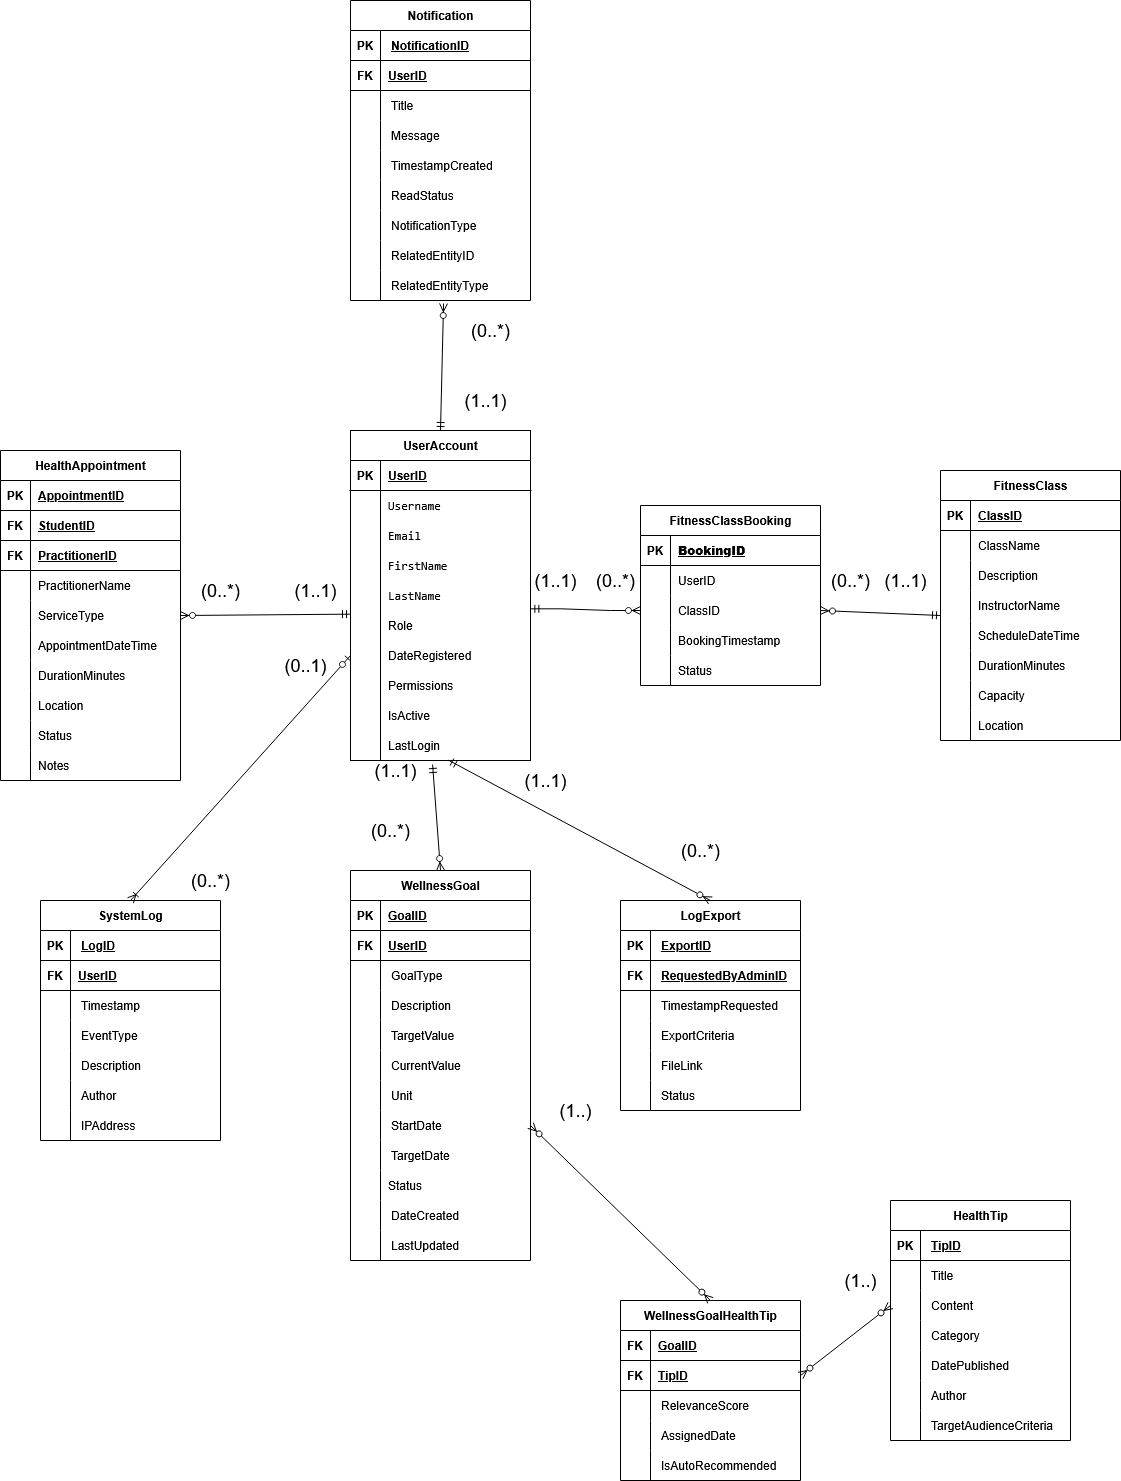 Notification
PK NotificationID
FK UserID
Title
Message
TimestampCreated
ReadStatus
NotificationType
RelatedEntityID
RelatedEntityType
(0..*)
(1..1)
UserAccount
PK UserID
Username
Email
FirstName
LastName
Role
DateRegistered
Permissions
IsActive
LastLogin
HealthAppointment
PK AppointmentID
FK StudentID
FK PractitionerID
PractitionerName
ServiceType
AppointmentDateTime
DurationMinutes
Location
Status
Notes
(0..*)
(1..1)
(0..1)
(1..1)
(0..*)
FitnessClassBooking
PK BookingID
UserID
ClassID
BookingTimestamp
Status
(0..*)
(1..1)
FitnessClass
PK ClassID
ClassName
Description
InstructorName
ScheduleDateTime
DurationMinutes
Capacity
Location
(1..1)
(1..1)
(0..*)
(0..*)
(0..*)
SystemLog
PK LogID
FK UserID
Timestamp
EventType
Description
Author
IPAddress
WellnessGoal
PK GoalID
FK UserID
GoalType
Description
TargetValue
CurrentValue
Unit
StartDate
TargetDate
Status
DateCreated
LastUpdated
LogExport
PK ExportID
FK RequestedByAdminID
TimestampRequested
ExportCriteria
FileLink
Status
(1..)
(1..)
WellnessGoalHealthTip
FK GoalID
FK TipID
RelevanceScore
AssignedDate
IsAutoRecommended
HealthTip
PK TipID
Title
Content
Category
DatePublished
Author
TargetAudienceCriteria